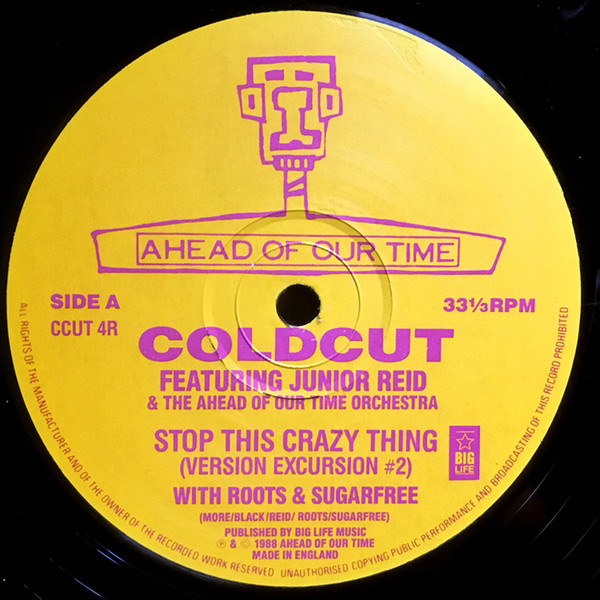 AHEAD OF OUR TIME
SIDE A
33⅓RPM
CCUT 4R
COLDCUT
FEATURING JUNIOR REID
& THE AHEAD OF OUR TIME ORCHESTRA
STOP THIS CRAZY THING
(VERSION EXCURSION #2)
BIG
LIFE
WITH ROOTS & SUGARFREE
(MORE/BLACK/REID/ ROOTS/SUGARFREE)
PUBLISHED BY BIG LIFE MUSIC
℗ & © 1988 AHEAD OF OUR TIME
MADE IN ENGLAND
ALL RIGHTS OF THE MANUFACTURER AND OF THE OWNER OF THE RECORDED WORK RESERVED UNAUTHORISED COPYING PUBLIC PERFORMANCE AND BROADCASTING OF THIS RECORD PROHIBITED